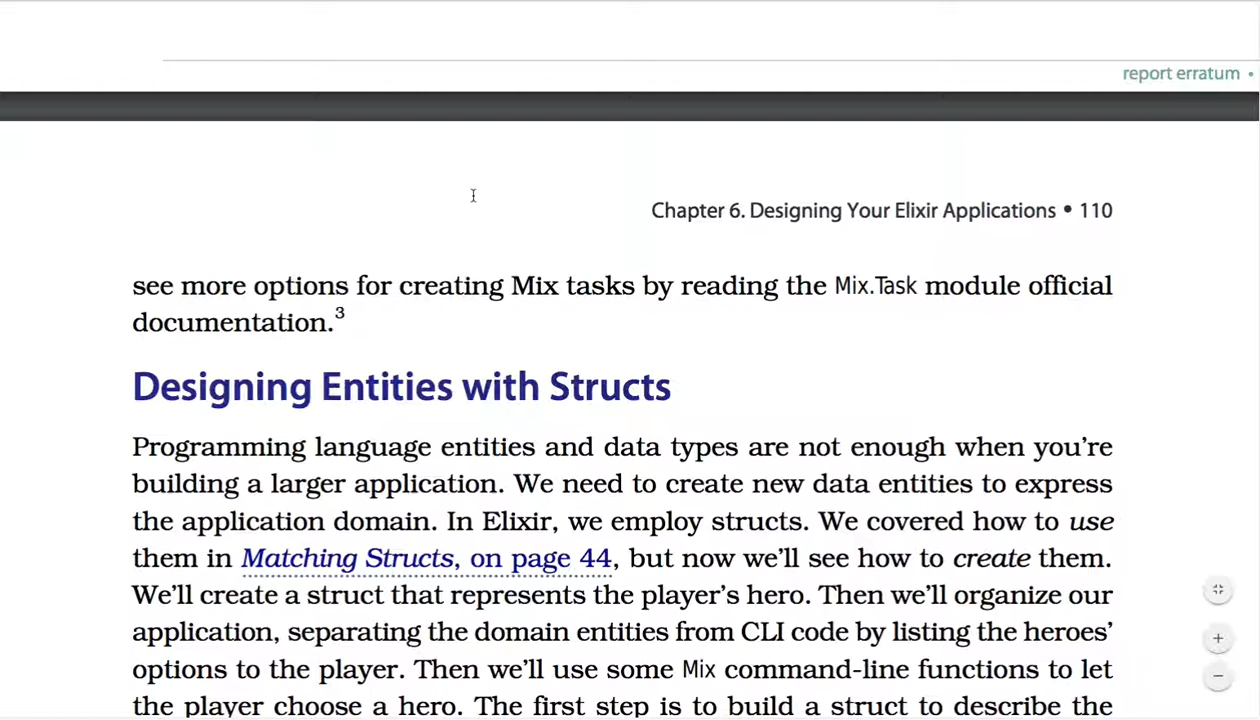 report erratum •
Chapter 6. Designing Your Elixir Applications • 110
see more options for creating Mix tasks by reading the Mix.Task module official
documentation.3
Designing Entities with Structs
Programming language entities and data types are not enough when you’re
building a larger application. We need to create new data entities to express
the application domain. In Elixir, we employ structs. We covered how to use
them in Matching Structs, on page 44, but now we’ll see how to create them.
We’ll create a struct that represents the player’s hero. Then we’ll organize our
application, separating the domain entities from CLI code by listing the heroes’
options to the player. Then we’ll use some Mix command-line functions to let
the player choose a hero. The first step is to build a struct to describe the